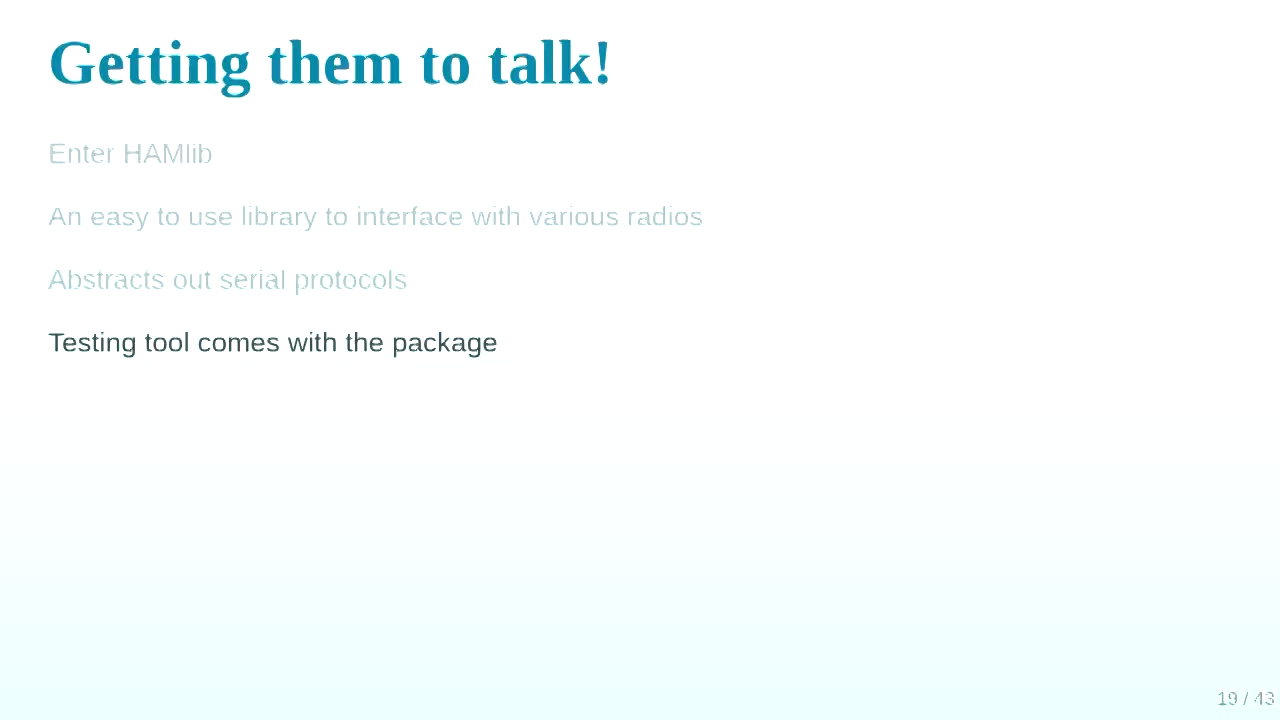 Getting them to talk!
Enter HAMlib
An easy to use library to interface with various radios
Abstracts out serial protocols
Testing tool comes with the package
19 / 43